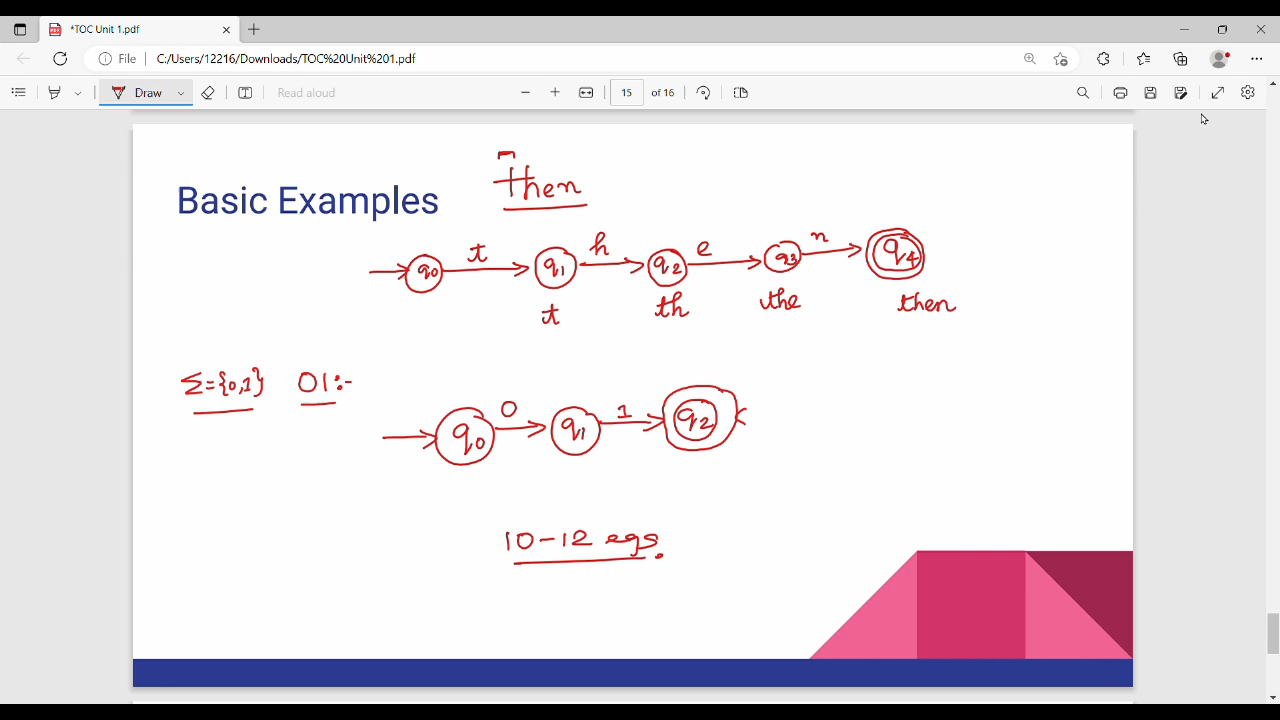 *TOC Unit 1.pdf
File C:/Users/12216/Downloads/TOC%20Unit%201.pdf
Draw Read aloud 15 of 16
Basic Examples
then
q0 t q1 h q2 e q3 n q4
t th the then
Σ={0,1} 01:-
q0 0 q1 1 q2
10-12 egs.